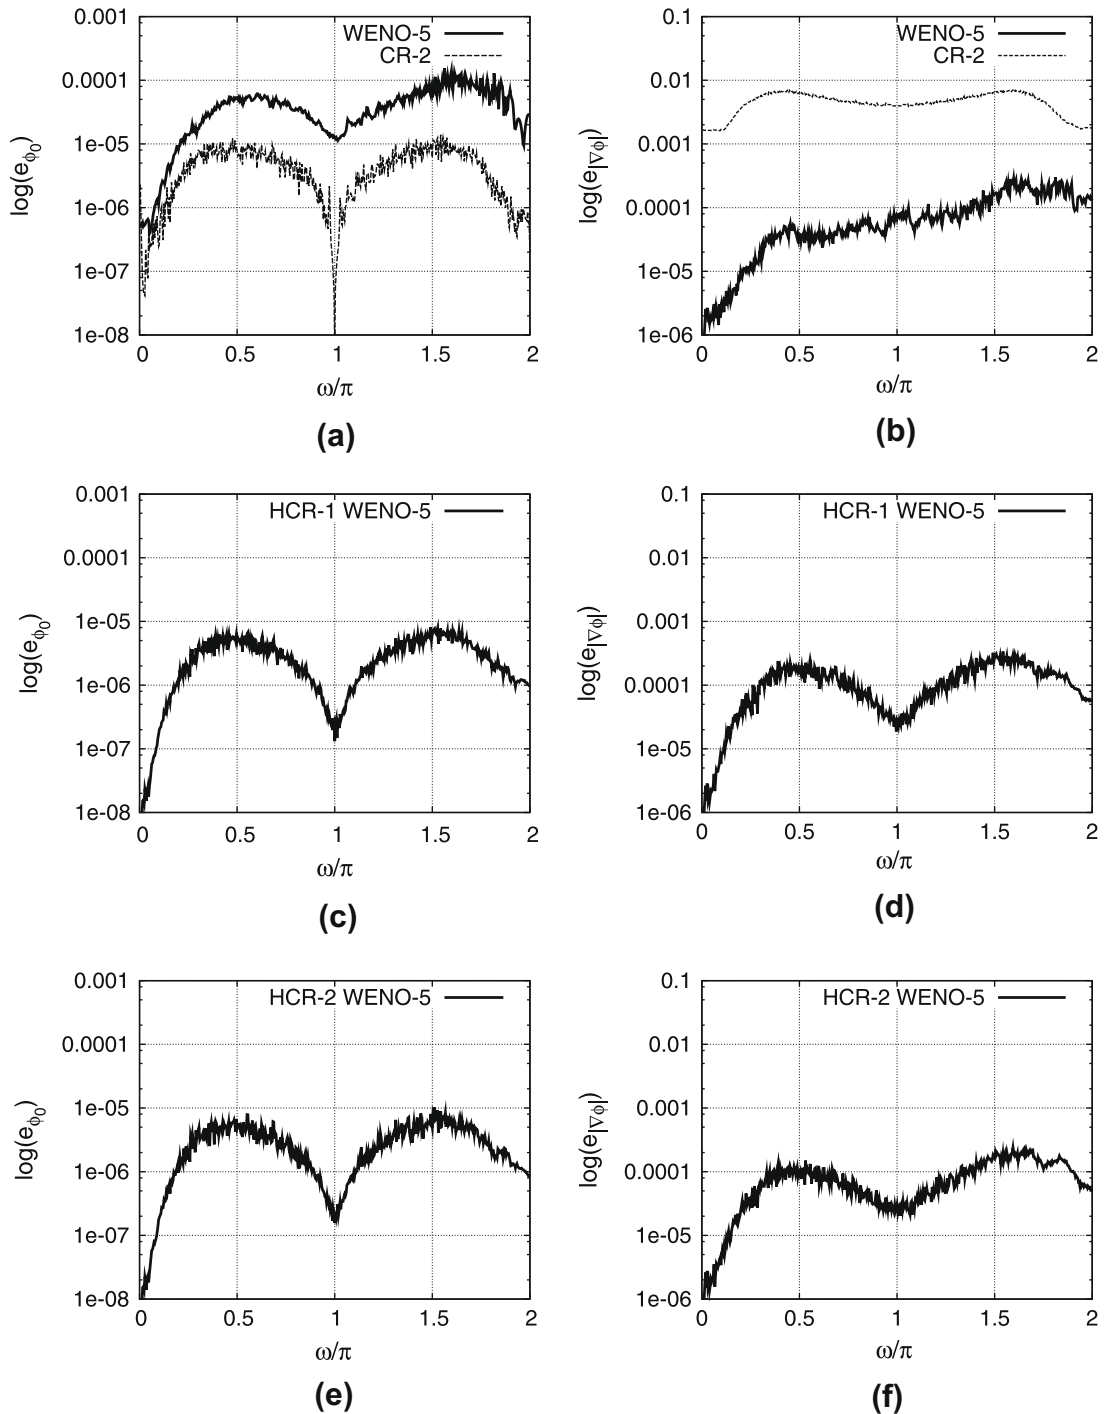 0.001
0.0001
1e-05
1e-06
1e-07
1e-08
log(e_ϕ0)
WENO-5
CR-2
0 0.5 1 1.5 2
ω/π
(a)
0.1
0.01
0.001
0.0001
1e-05
1e-06
log(e|∇ϕ|)
WENO-5
CR-2
0 0.5 1 1.5 2
ω/π
(b)
0.001
0.0001
1e-05
1e-06
1e-07
1e-08
log(e_ϕ0)
HCR-1 WENO-5
0 0.5 1 1.5 2
ω/π
(c)
0.1
0.01
0.001
0.0001
1e-05
1e-06
log(e|∇ϕ|)
HCR-1 WENO-5
0 0.5 1 1.5 2
ω/π
(d)
0.001
0.0001
1e-05
1e-06
1e-07
1e-08
log(e_ϕ0)
HCR-2 WENO-5
0 0.5 1 1.5 2
ω/π
(e)
0.1
0.01
0.001
0.0001
1e-05
1e-06
log(e|∇ϕ|)
HCR-2 WENO-5
0 0.5 1 1.5 2
ω/π
(f)